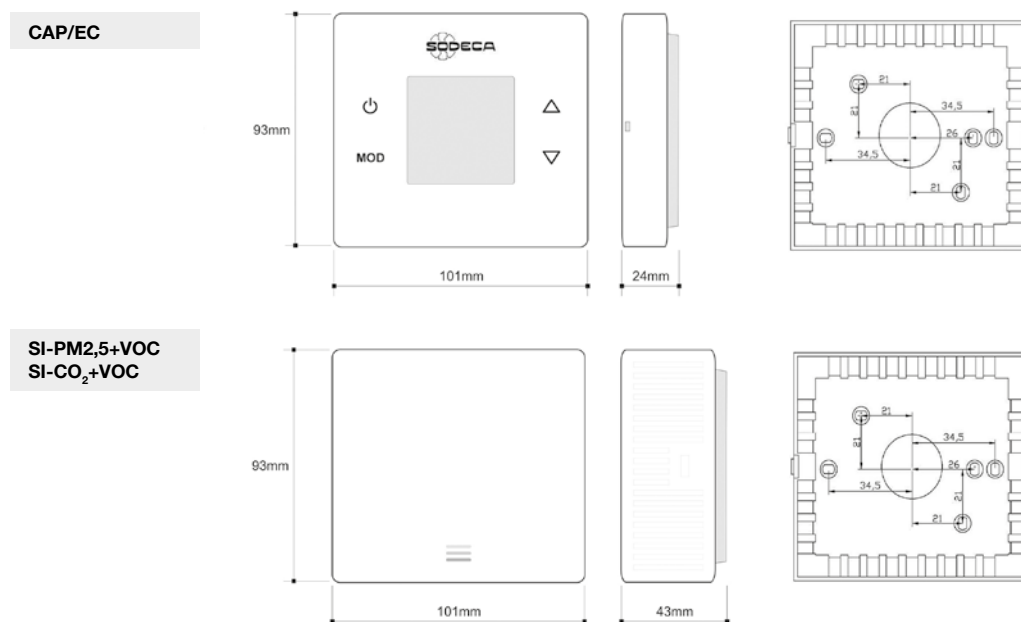 CAP/EC
SODECA
MOD
93mm
101mm
24mm
21
21
34,5
26
34,5
21
21
SI-PM2,5+VOC
SI-CO₂+VOC
93mm
101mm
43mm
21
21
34,5
26
34,5
21
21